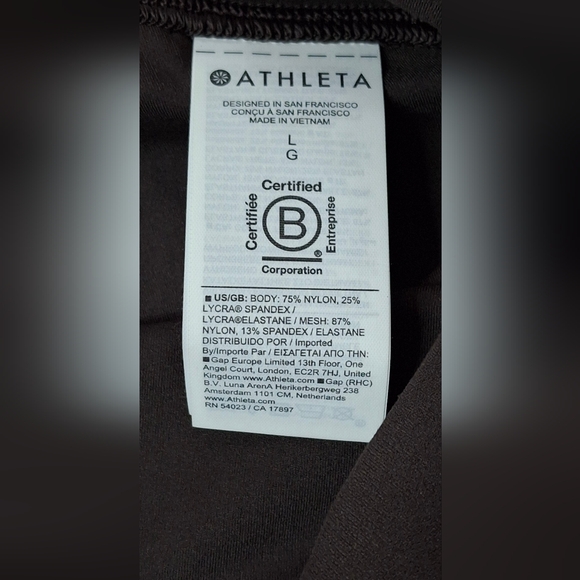 ATHLETA
DESIGNED IN SAN FRANCISCO
CONÇU À SAN FRANCISCO
MADE IN VIETNAM
L
G
Certified
Certifiée
B
Entreprise
®
Corporation
■ US/GB: BODY: 75% NYLON, 25%
LYCRA® SPANDEX /
LYCRA®ELASTANE / MESH: 87%
NYLON, 13% SPANDEX / ELASTANE
DISTRIBUIDO POR / Imported
By/Importe Par / ΕΙΣΑΓΕΤΑΙ ΑΠΟ ΤΗΝ:
■ Gap Europe Limited 13th Floor, One
Angel Court, London, EC2R 7HJ, United
Kingdom www.Athleta.com ■ Gap (RHC)
B.V. Luna ArenA Herikerbergweg 238
Amsterdam 1101 CM, Netherlands
www.Athleta.com
RN 54023 / CA 17897